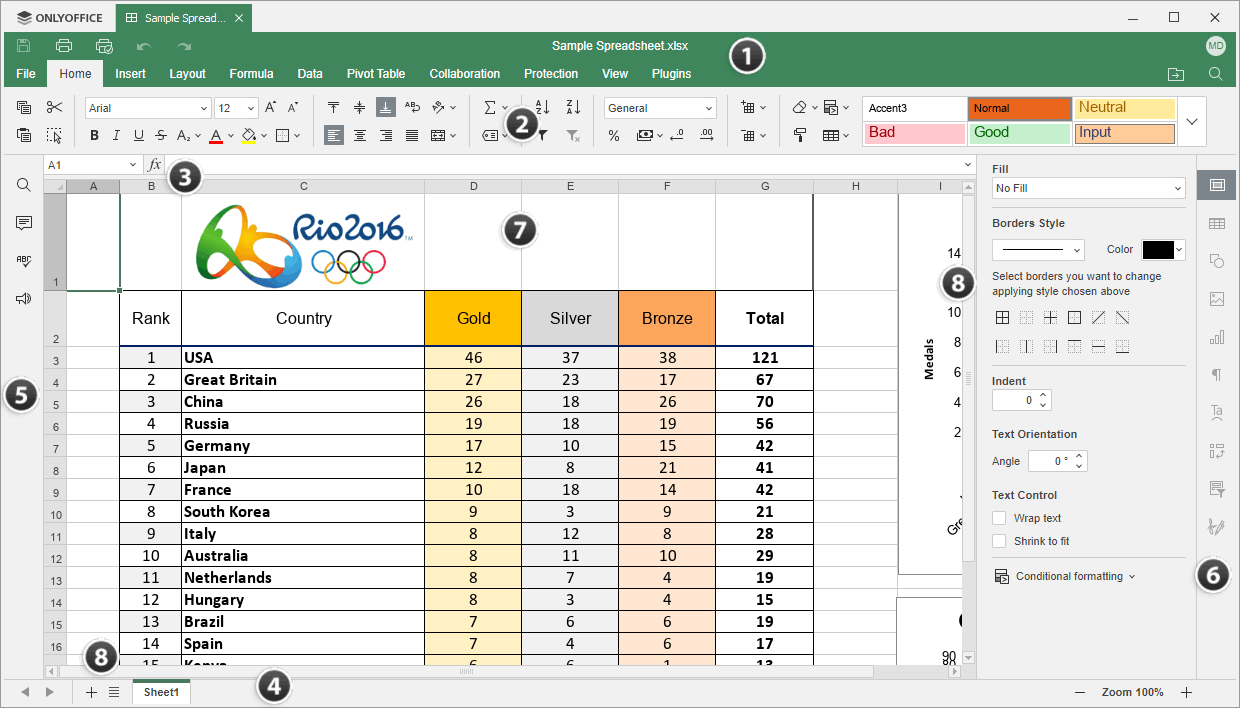 ONLYOFFICE Sample Spread...
Sample Spreadsheet.xlsx MD
1
File Home Insert Layout Formula Data Pivot Table Collaboration Protection View Plugins
Arial 12 General
Accent3 Normal Neutral
Bad Good Input
2
A1 fx
3
A B C D E F G H I
Rio2016™
7
1
2 Rank Country Gold Silver Bronze Total
3 1 USA 46 37 38 121
4 2 Great Britain 27 23 17 67
5 3 China 26 18 26 70
6 4 Russia 19 18 19 56
7 5 Germany 17 10 15 42
8 6 Japan 12 8 21 41
9 7 France 10 18 14 42
10 8 South Korea 9 3 9 21
11 9 Italy 8 12 8 28
12 10 Australia 8 11 10 29
13 11 Netherlands 8 7 4 19
14 12 Hungary 8 3 4 15
15 13 Brazil 7 6 6 19
16 14 Spain 7 4 6 17
15 Kenya 6 6 1 13
5
8
4
Sheet1
14
8
10
8
6
4
2
Medals
Gre
90
80
Fill
No Fill
Borders Style
Color
Select borders you want to change
applying style chosen above
Indent
0
Text Orientation
Angle 0 °
Text Control
Wrap text
Shrink to fit
Conditional formatting
6
Zoom 100%